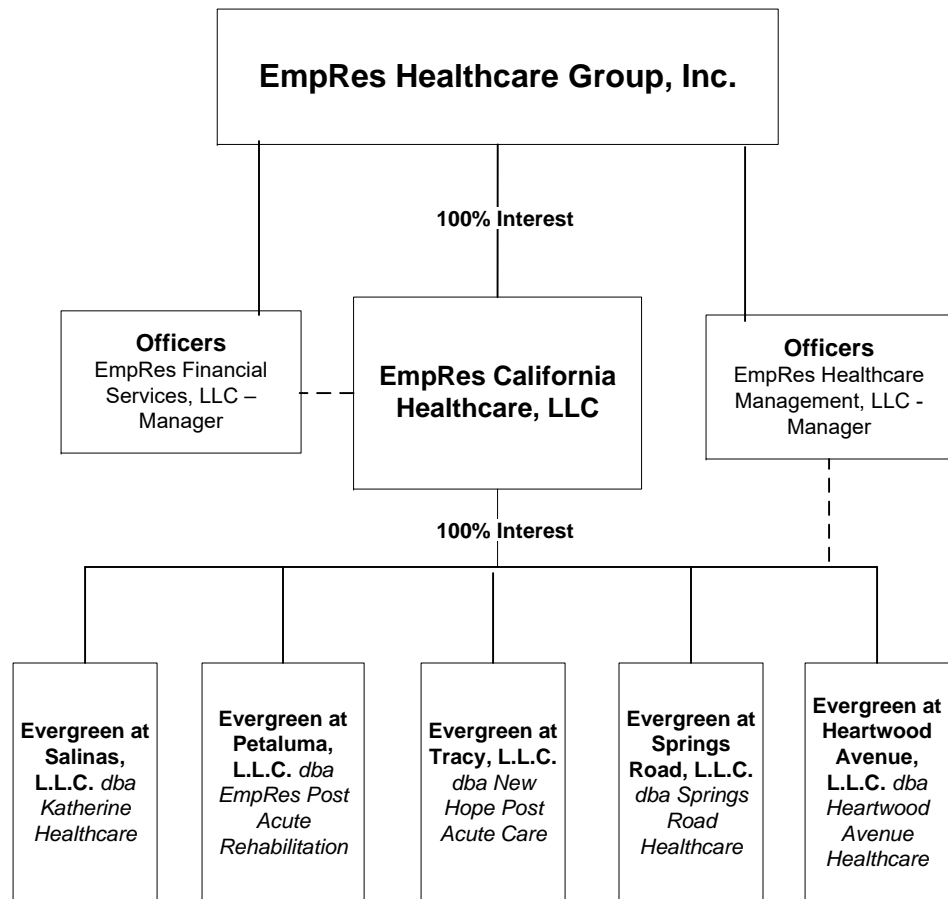 EmpRes Healthcare Group, Inc.
100% Interest
Officers
EmpRes Financial
Services, LLC –
Manager
EmpRes California
Healthcare, LLC
Officers
EmpRes Healthcare
Management, LLC -
Manager
100% Interest
Evergreen at
Salinas,
L.L.C. dba
Katherine
Healthcare
Evergreen at
Petaluma,
L.L.C. dba
EmpRes Post
Acute
Rehabilitation
Evergreen at
Tracy, L.L.C.
dba New
Hope Post
Acute Care
Evergreen at
Springs
Road, L.L.C.
dba Springs
Road
Healthcare
Evergreen at
Heartwood
Avenue,
L.L.C. dba
Heartwood
Avenue
Healthcare